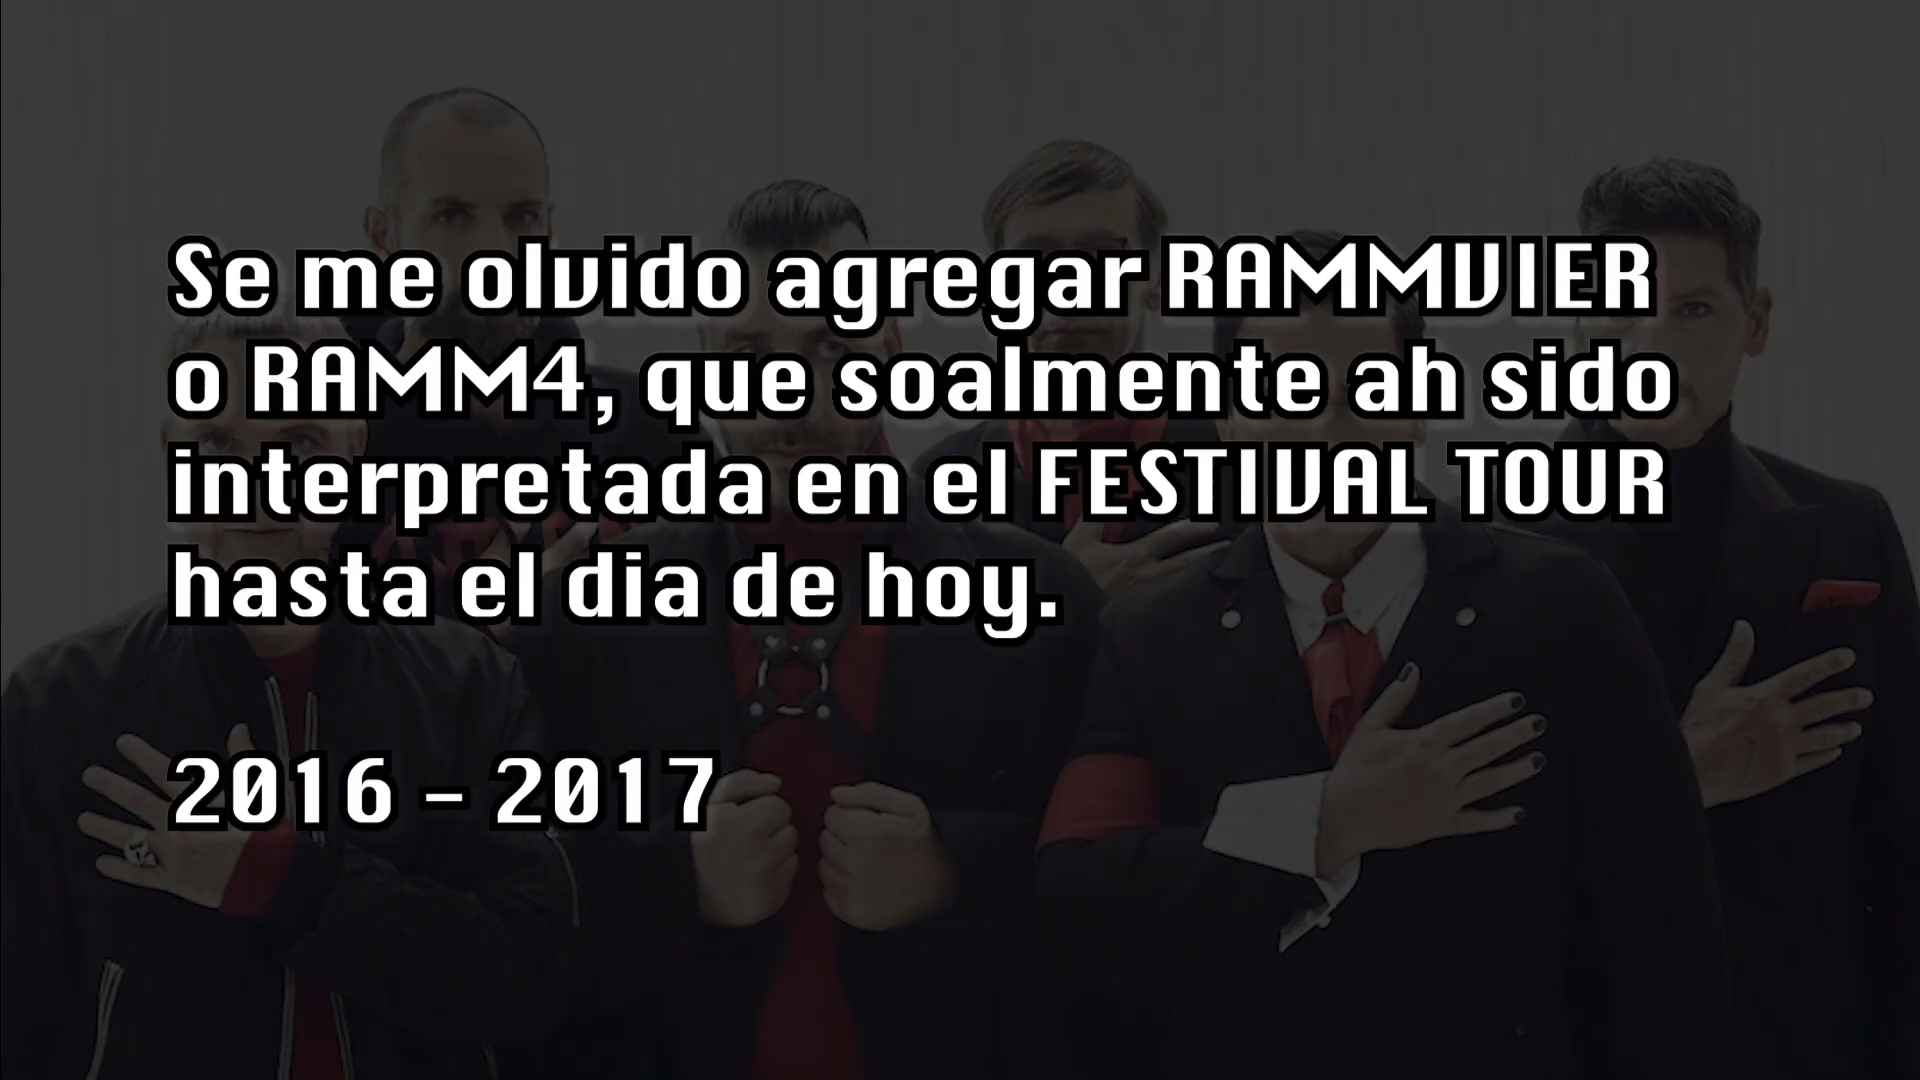 Se me olvido agregar RAMMVIER
o RAMM4, que soalmente ah sido
interpretada en el FESTIVAL TOUR
hasta el dia de hoy.
2016 - 2017